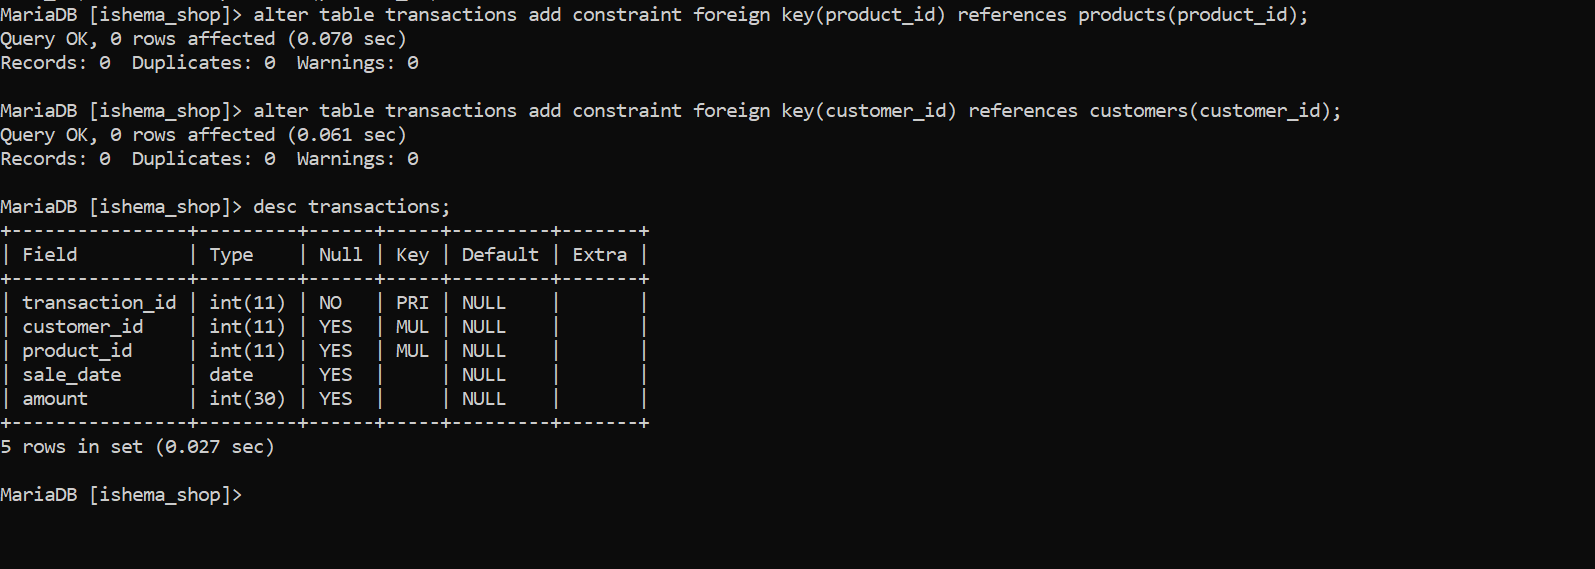 MariaDB [ishema_shop]> alter table transactions add constraint foreign key(product_id) references products(product_id);
Query OK, 0 rows affected (0.070 sec)
Records: 0  Duplicates: 0  Warnings: 0

MariaDB [ishema_shop]> alter table transactions add constraint foreign key(customer_id) references customers(customer_id);
Query OK, 0 rows affected (0.061 sec)
Records: 0  Duplicates: 0  Warnings: 0

MariaDB [ishema_shop]> desc transactions;
+----------------+---------+------+-----+---------+-------+
| Field          | Type    | Null | Key | Default | Extra |
+----------------+---------+------+-----+---------+-------+
| transaction_id | int(11) | NO   | PRI | NULL    |       |
| customer_id    | int(11) | YES  | MUL | NULL    |       |
| product_id     | int(11) | YES  | MUL | NULL    |       |
| sale_date      | date    | YES  |     | NULL    |       |
| amount         | int(30) | YES  |     | NULL    |       |
+----------------+---------+------+-----+---------+-------+
5 rows in set (0.027 sec)

MariaDB [ishema_shop]>